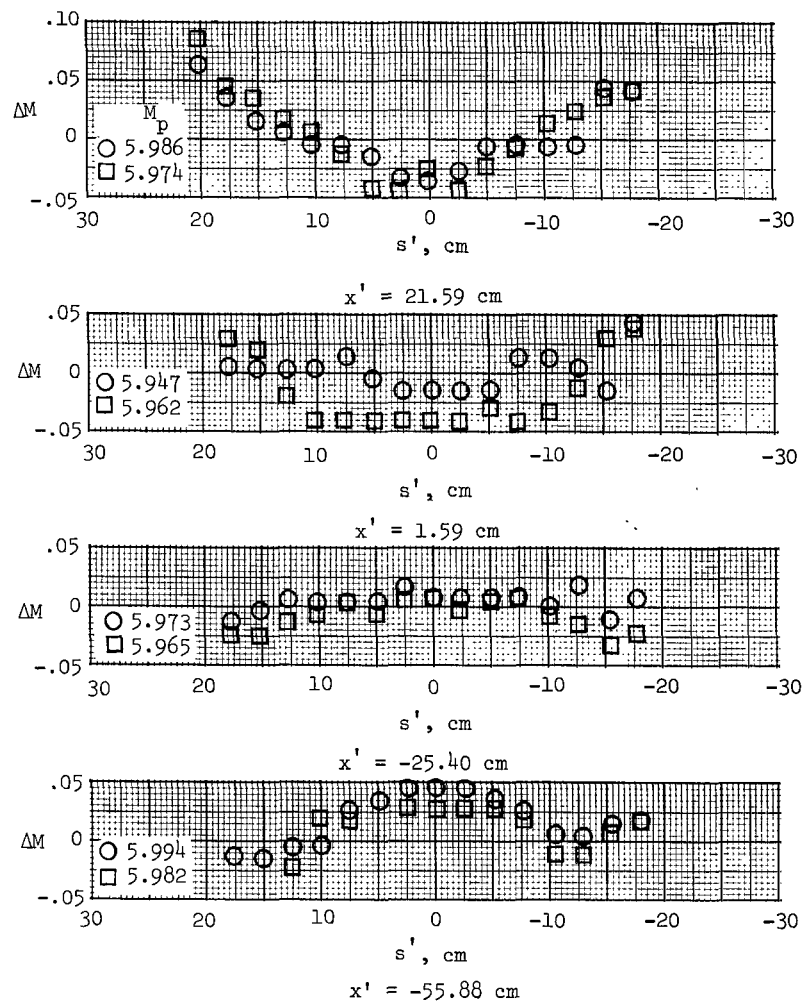 .10
.05
ΔM
0
-.05
M_p
○ 5.986
□ 5.974
30 20 10 0 -10 -20 -30
s', cm
x' = 21.59 cm
.05
ΔM 0
-.05
○ 5.947
□ 5.962
30 20 10 0 -10 -20 -30
s', cm
x' = 1.59 cm
.05
ΔM 0
-.05
○ 5.973
□ 5.965
30 20 10 0 -10 -20 -30
s', cm
x' = -25.40 cm
.05
ΔM 0
-.05
○ 5.994
□ 5.982
30 20 10 0 -10 -20 -30
s', cm
x' = -55.88 cm